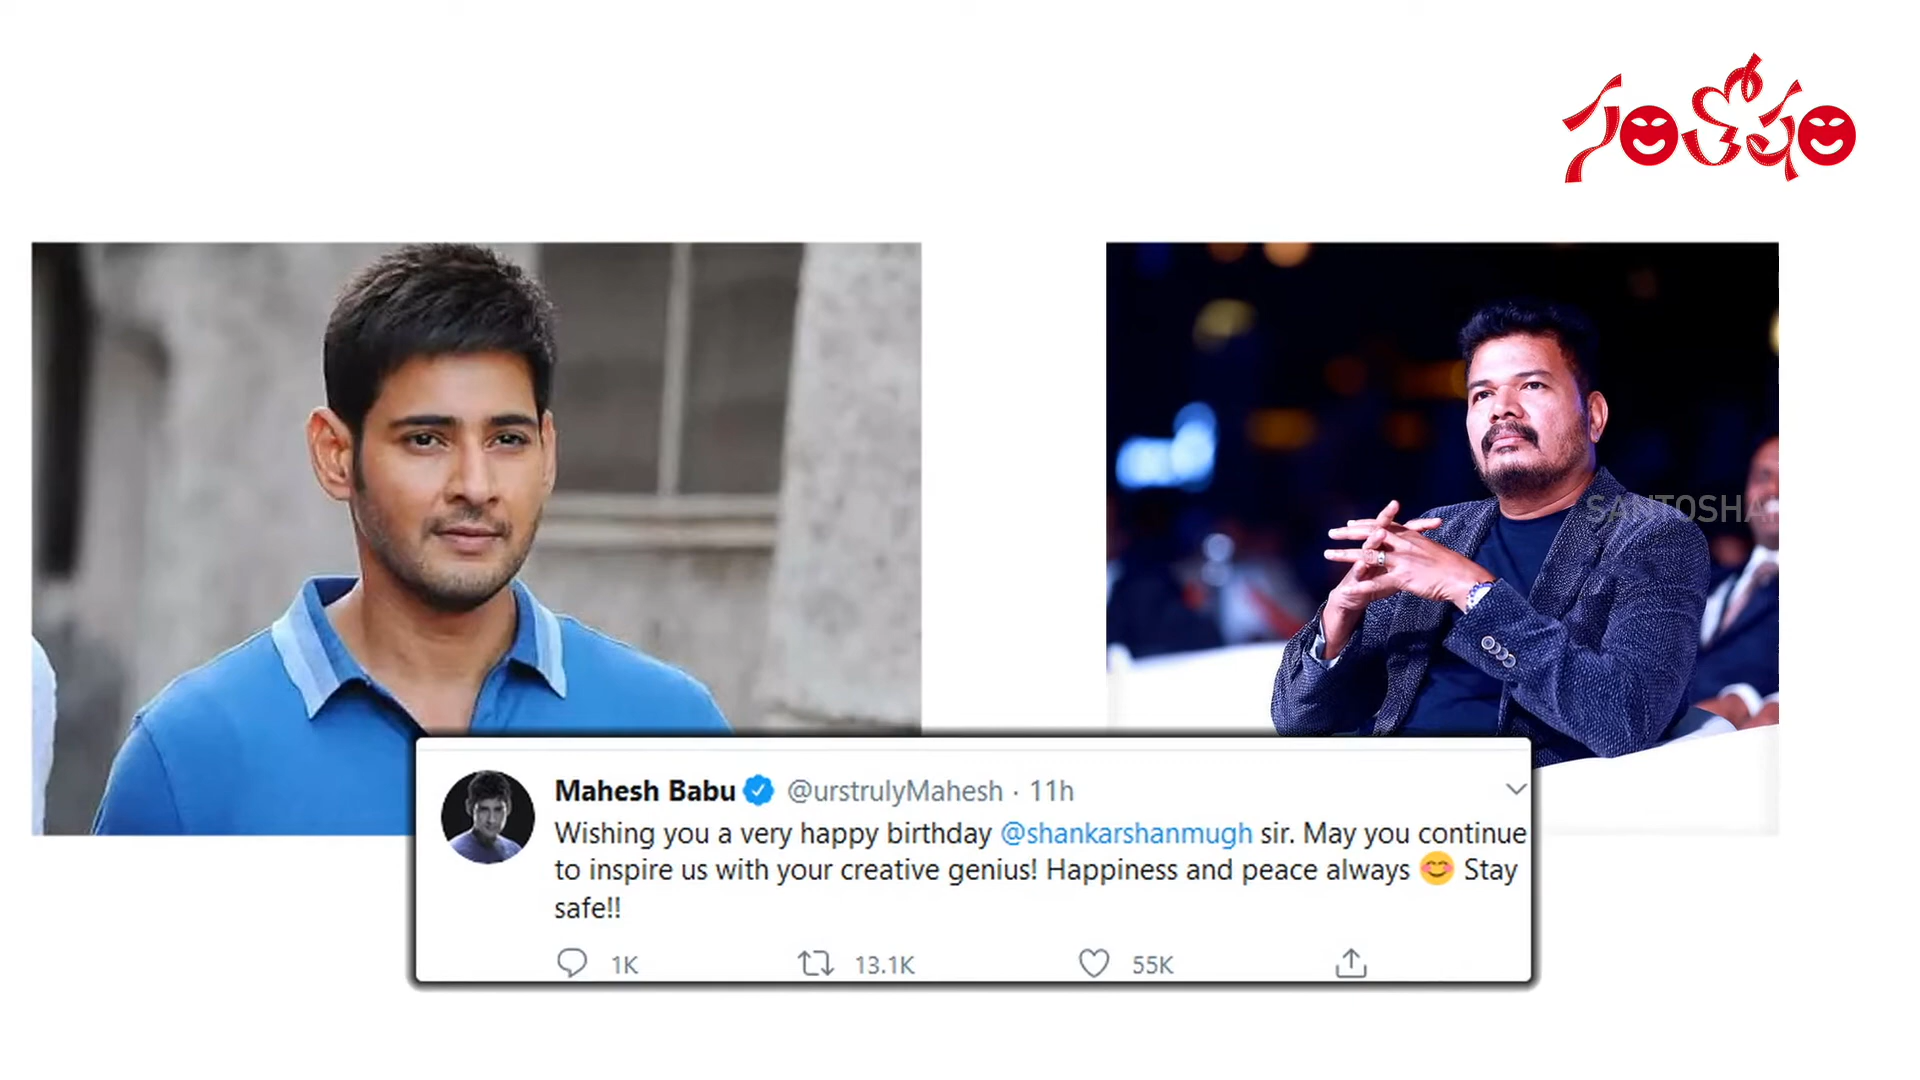 సంతోషం
SANTOSHA
Mahesh Babu @urstrulyMahesh · 11h
Wishing you a very happy birthday @shankarshanmugh sir. May you continue
to inspire us with your creative genius! Happiness and peace always 😊 Stay
safe!!
1K 13.1K 55K